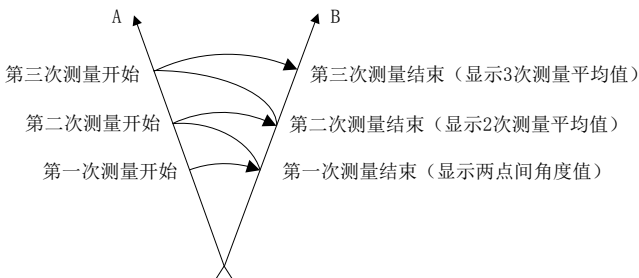 A B
第三次测量开始 第三次测量结束（显示3次测量平均值）
第二次测量开始 第二次测量结束（显示2次测量平均值）
第一次测量开始 第一次测量结束（显示两点间角度值）